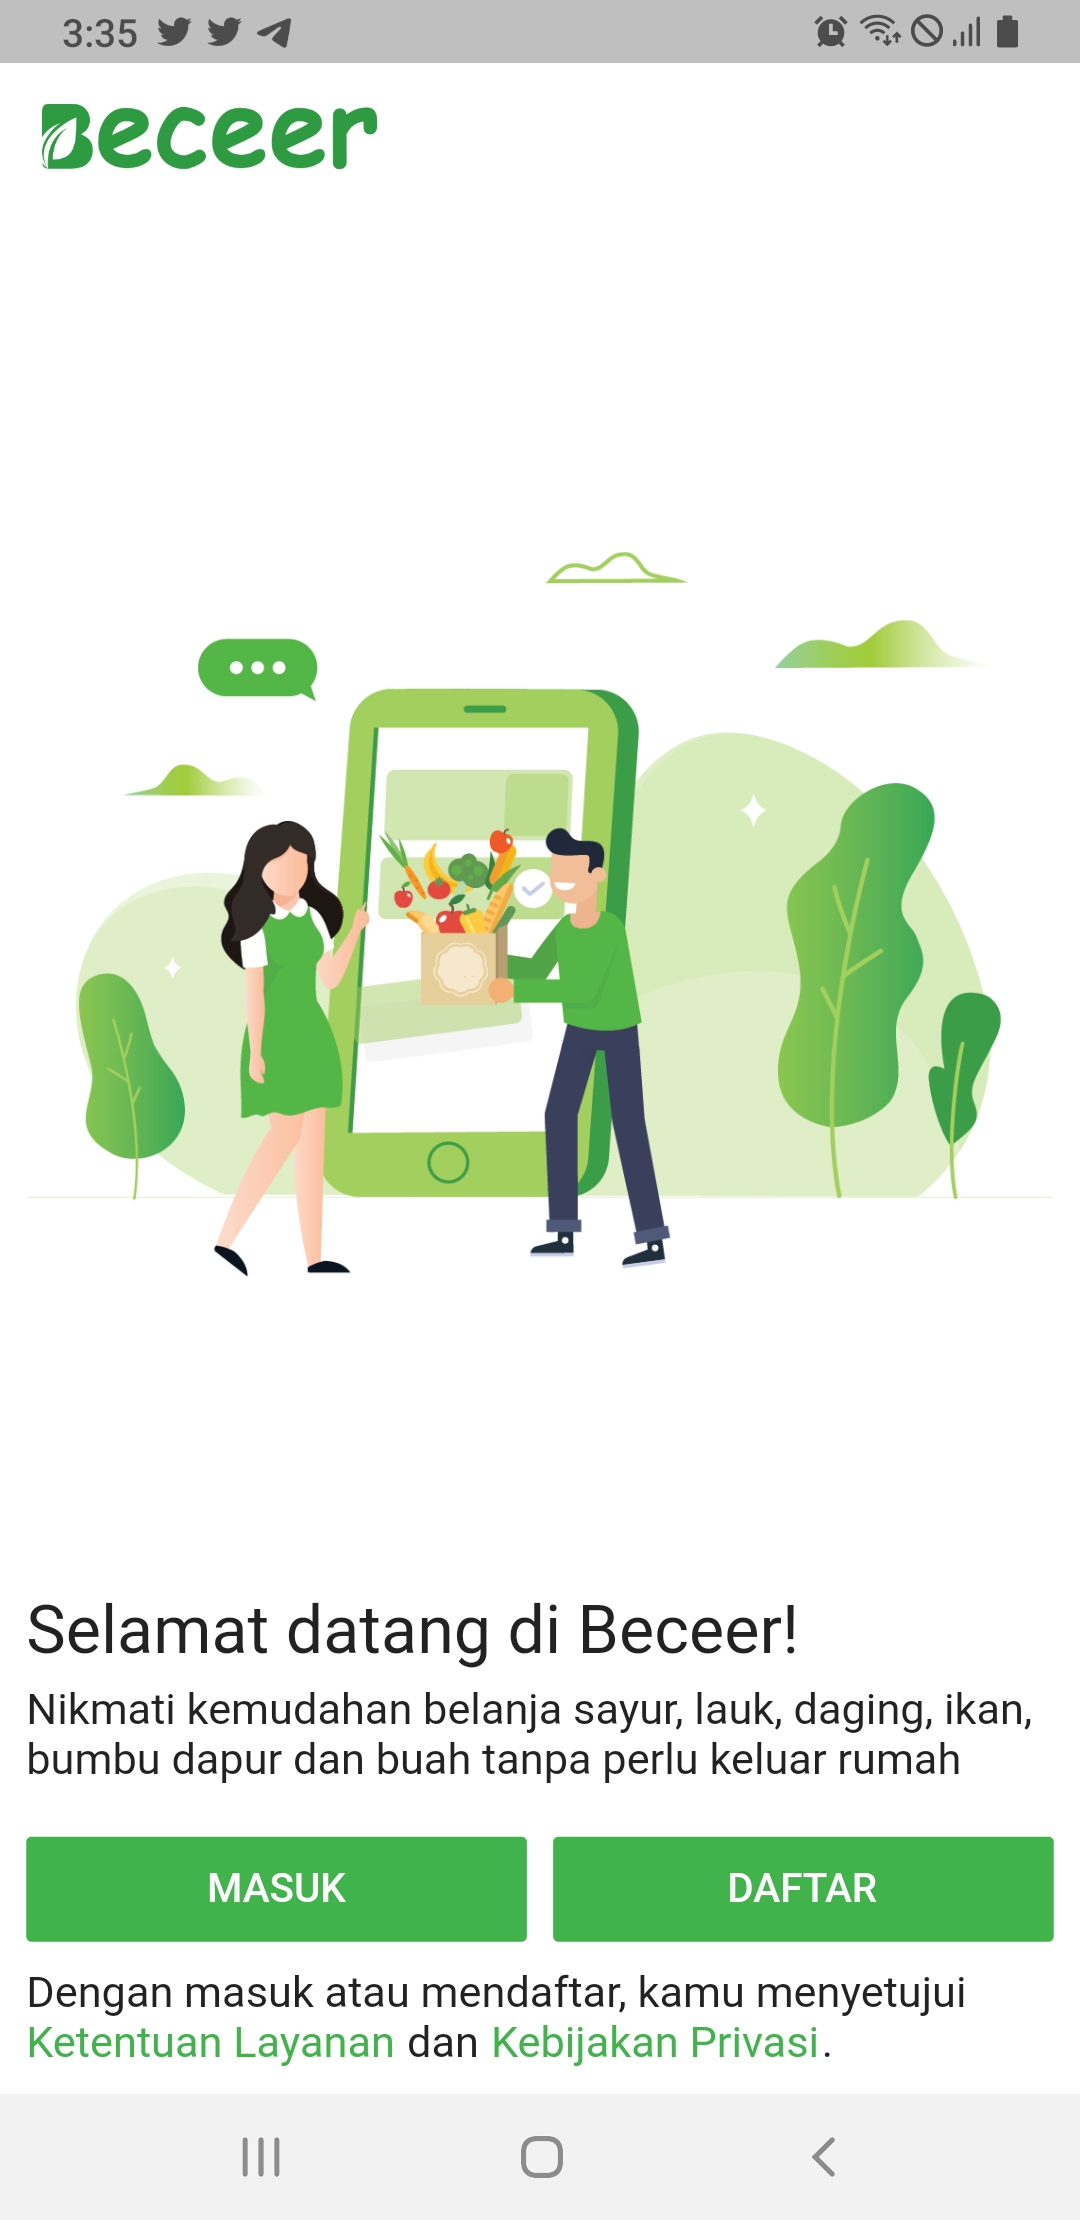 3:35
Beceer
Selamat datang di Beceer!
Nikmati kemudahan belanja sayur, lauk, daging, ikan,
bumbu dapur dan buah tanpa perlu keluar rumah
MASUK
DAFTAR
Dengan masuk atau mendaftar, kamu menyetujui
Ketentuan Layanan dan Kebijakan Privasi.